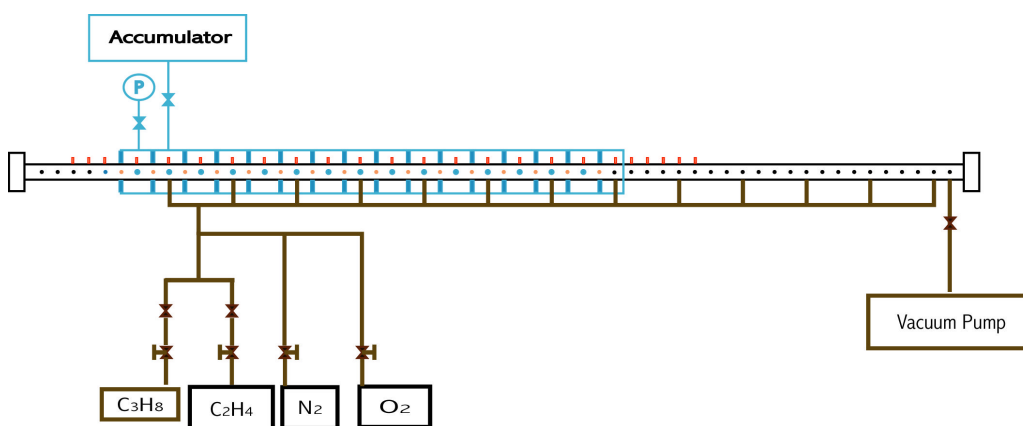 Accumulator
P
Vacuum Pump
C3H8
C2H4
N2
O2